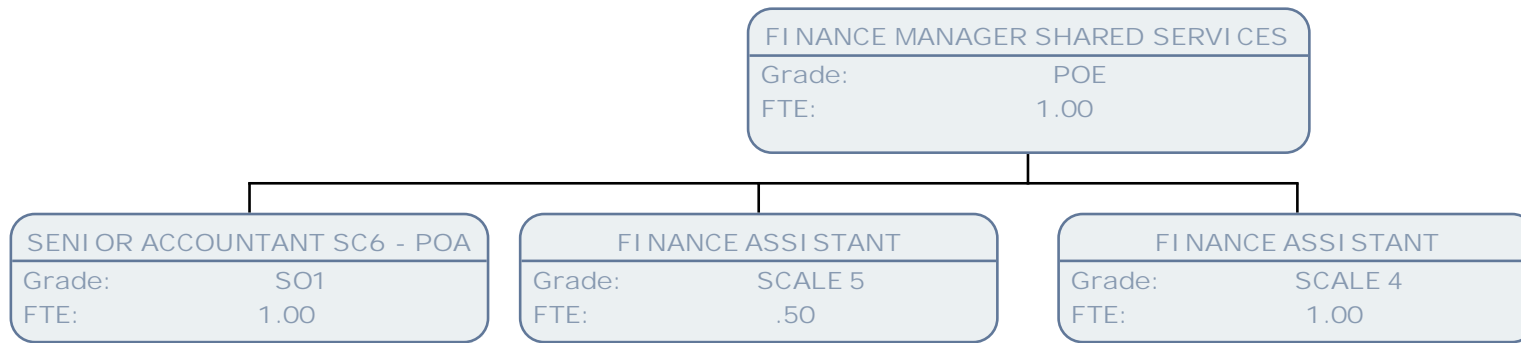 FINANCE MANAGER SHARED SERVICES
Grade: POE
FTE: 1.00
SENIOR ACCOUNTANT SC6 - POA
Grade: SO1
FTE: 1.00
FINANCE ASSISTANT
Grade: SCALE 5
FTE: .50
FINANCE ASSISTANT
Grade: SCALE 4
FTE: 1.00